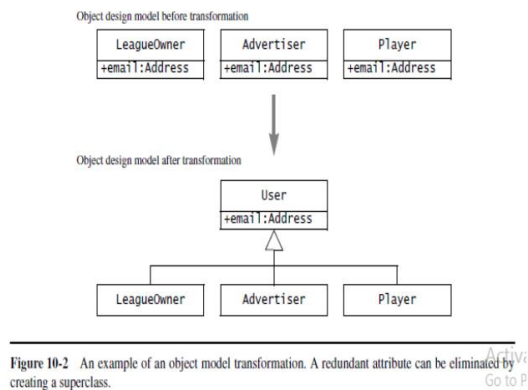 Object design model before transformation
LeagueOwner Advertiser Player
+email:Address +email:Address +email:Address
Object design model after transformation
User
+email:Address
LeagueOwner Advertiser Player
Figure 10-2 An example of an object model transformation. A redundant attribute can be eliminated by
creating a superclass.
Go to P